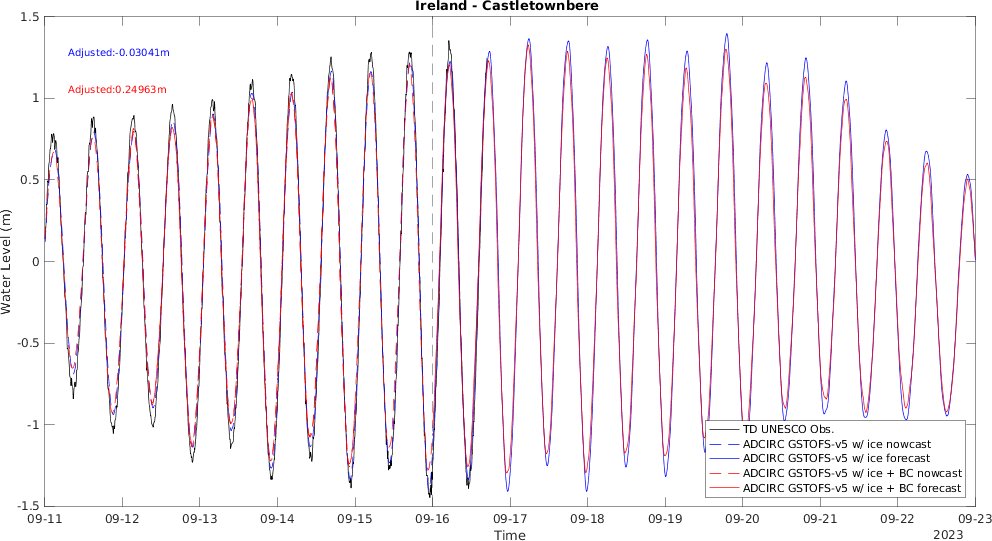 Ireland - Castletownbere
Adjusted:-0.03041m
Adjusted:0.24963m
Water Level (m)
1.5
1
0.5
0
-0.5
-1
-1.5
TD UNESCO Obs.
ADCIRC GSTOFS-v5 w/ ice nowcast
ADCIRC GSTOFS-v5 w/ ice forecast
ADCIRC GSTOFS-v5 w/ ice + BC nowcast
ADCIRC GSTOFS-v5 w/ ice + BC forecast
09-11 09-12 09-13 09-14 09-15 09-16 09-17 09-18 09-19 09-20 09-21 09-22 09-23
Time
2023